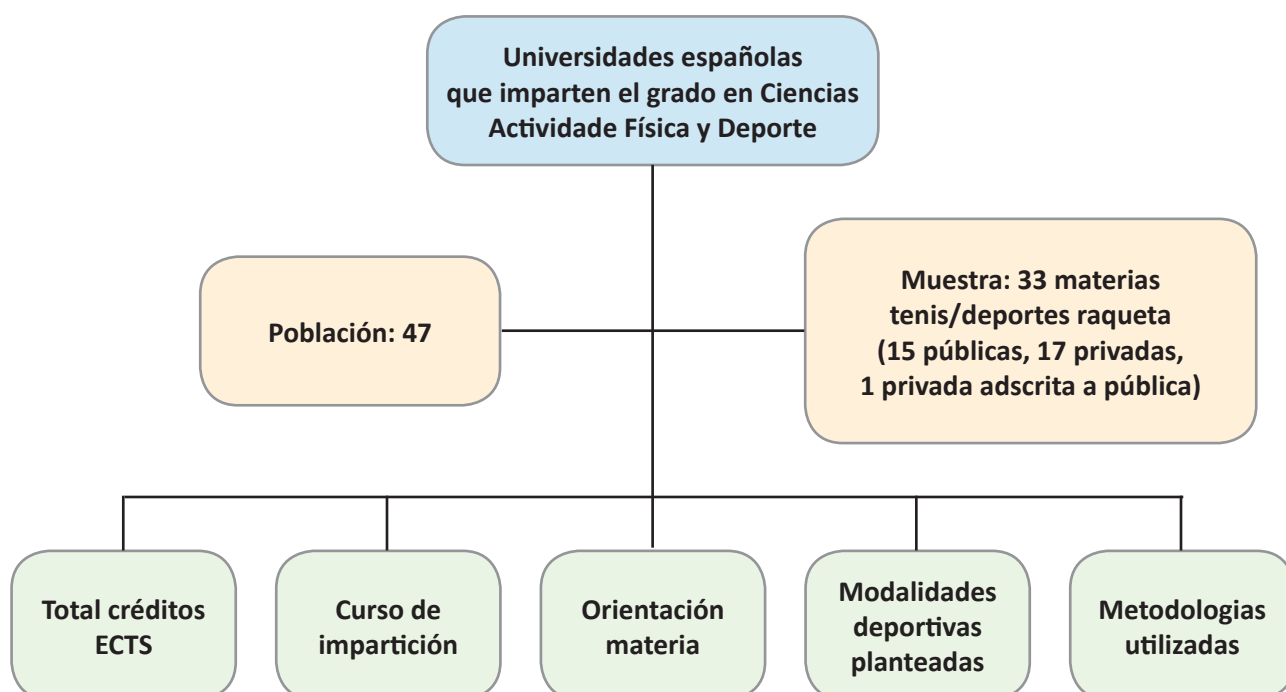 Universidades españolas
que imparten el grado en Ciencias
Actividade Física y Deporte
Población: 47
Muestra: 33 materias
tenis/deportes raqueta
(15 públicas, 17 privadas,
1 privada adscrita a pública)
Total créditos
ECTS
Curso de
impartición
Orientación
materia
Modalidades
deportivas
planteadas
Metodologias
utilizadas